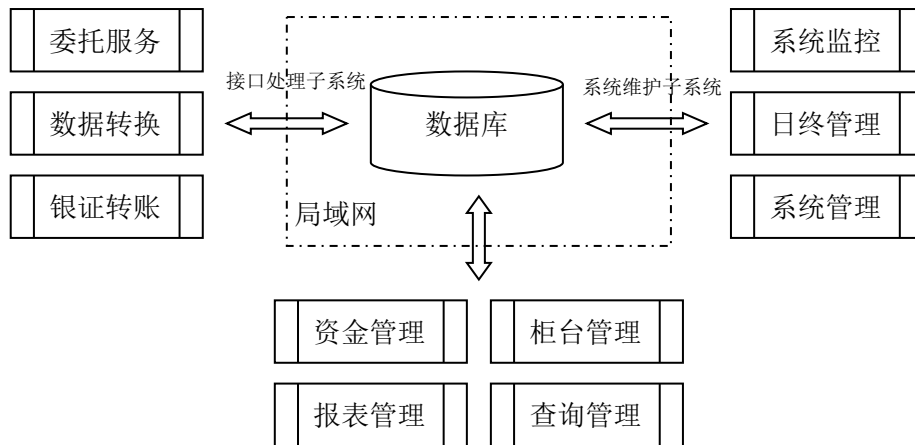 委托服务
系统监控
接口处理子系统
系统维护子系统
数据转换
数据库
日终管理
银证转账
局域网
系统管理
资金管理
柜台管理
报表管理
查询管理